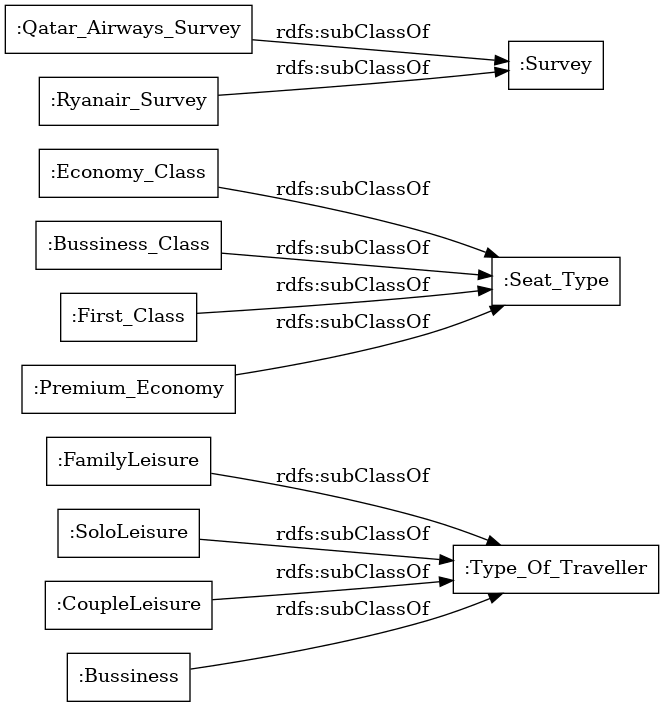 :Qatar_Airways_Survey
rdfs:subClassOf
:Survey
rdfs:subClassOf
:Ryanair_Survey
:Economy_Class
rdfs:subClassOf
:Bussiness_Class
rdfs:subClassOf
:Seat_Type
rdfs:subClassOf
:First_Class
rdfs:subClassOf
:Premium_Economy
:FamilyLeisure
rdfs:subClassOf
:SoloLeisure
rdfs:subClassOf
:Type_Of_Traveller
rdfs:subClassOf
:CoupleLeisure
rdfs:subClassOf
:Bussiness